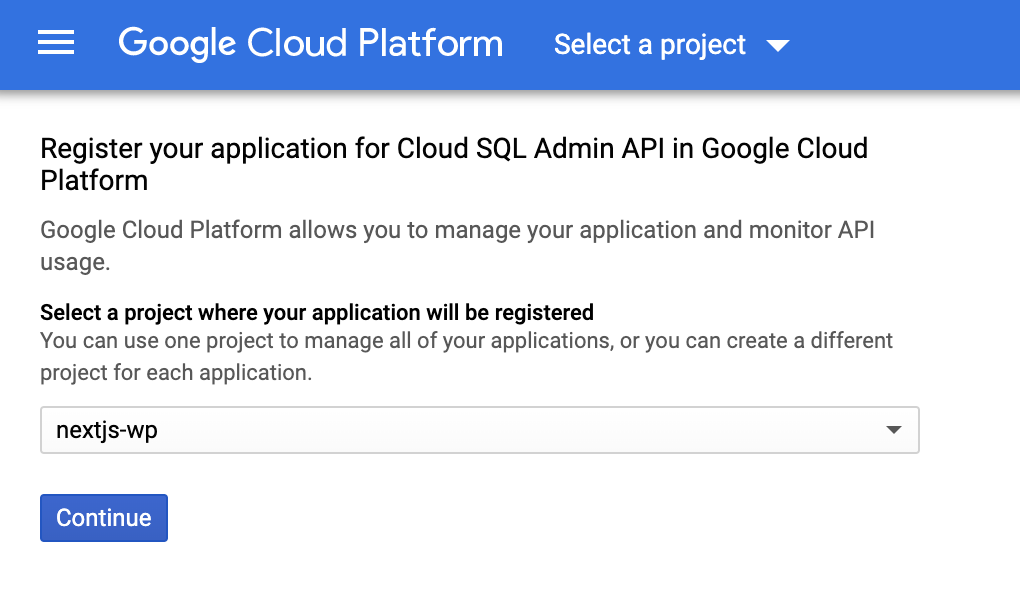 Google Cloud Platform Select a project
Register your application for Cloud SQL Admin API in Google Cloud
Platform
Google Cloud Platform allows you to manage your application and monitor API
usage.
Select a project where your application will be registered
You can use one project to manage all of your applications, or you can create a different
project for each application.
nextjs-wp
Continue